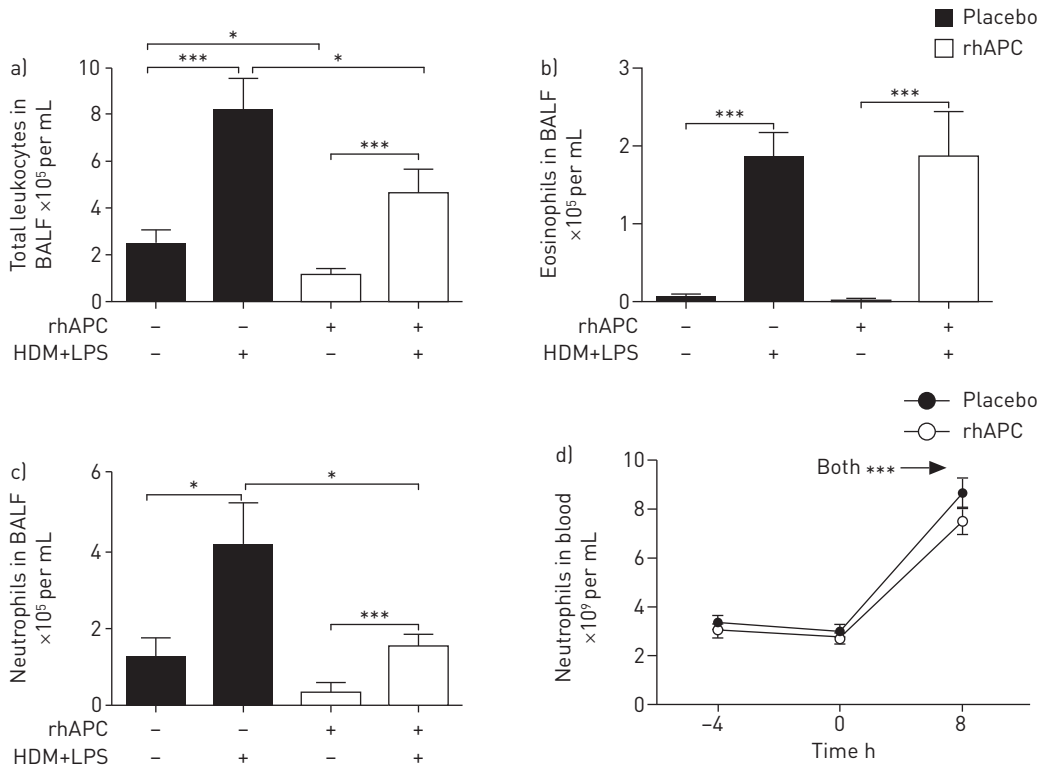 Placebo
rhAPC
a)
Total leukocytes in
BALF ×10⁵ per mL
10
8
6
4
2
0
*
***
*
***
rhAPC – – + +
HDM+LPS – + – +
b)
Eosinophils in BALF
×10⁵ per mL
3
2
1
0
***
***
rhAPC – – + +
HDM+LPS – + – +
c)
Neutrophils in BALF
×10⁵ per mL
6
4
2
0
*
*
***
rhAPC – – + +
HDM+LPS – + – +
Placebo
rhAPC
d)
Neutrophils in blood
×10⁹ per mL
10
8
6
4
2
0
Both ***
–4 0 8
Time h